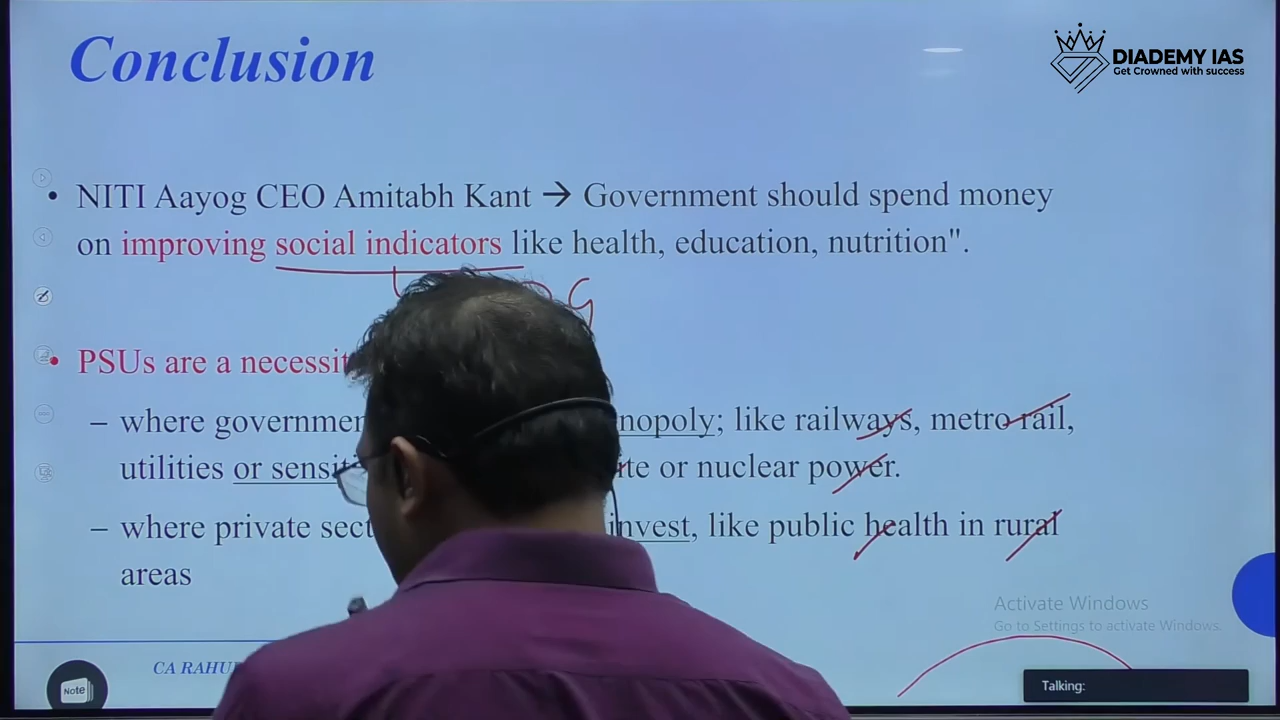 Conclusion
DIADEMY IAS
Get Crowned with success
• NITI Aayog CEO Amitabh Kant → Government should spend money
on improving social indicators like health, education, nutrition".
• PSUs are a necessit
– where governmen nopoly; like railways, metro rail,
utilities or sensit ite or nuclear power.
– where private sect invest, like public health in rural
areas
Activate Windows
Go to Settings to activate Windows.
CA RAHU
Note
Talking: